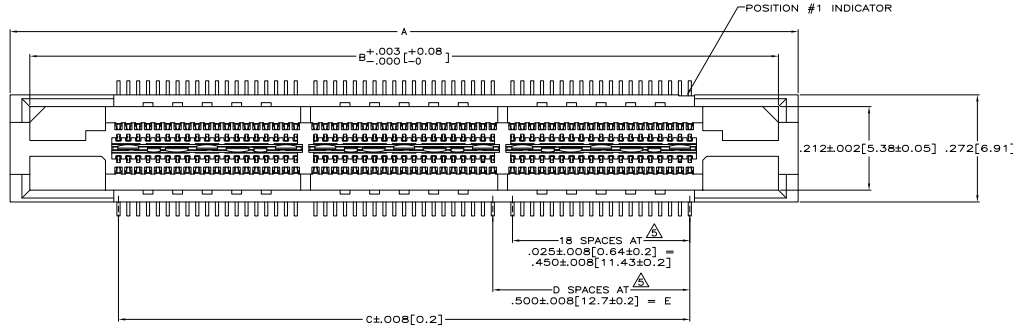 POSITION #1 INDICATOR
A
B+.003[+0.08]
-.000[-0]
.212±.002[5.38±0.05]
.272[6.91]
18 SPACES AT 5
.025±.008[0.64±0.2] =
.450±.008[11.43±0.2]
D SPACES AT 5
.500±.008[12.7±0.2] = E
C±.008[0.2]